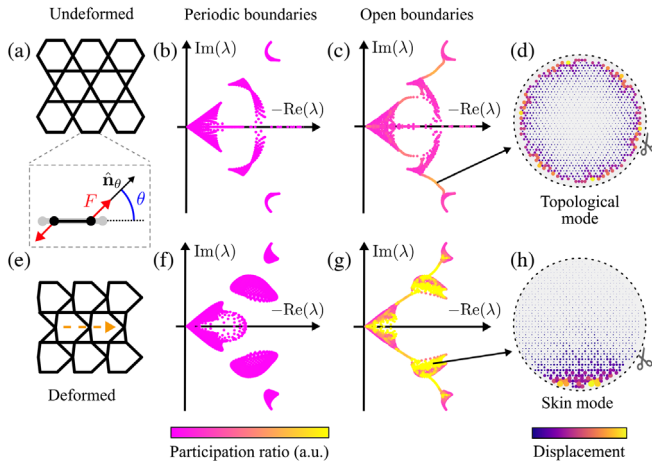 Undeformed
Periodic boundaries
Open boundaries
(a)
(b)
Im(λ)
−Re(λ)
(c)
Im(λ)
−Re(λ)
(d)
Topological
mode
F
n̂θ
θ
(e)
(f)
Im(λ)
−Re(λ)
(g)
Im(λ)
−Re(λ)
(h)
Skin mode
Deformed
Participation ratio (a.u.)
Displacement